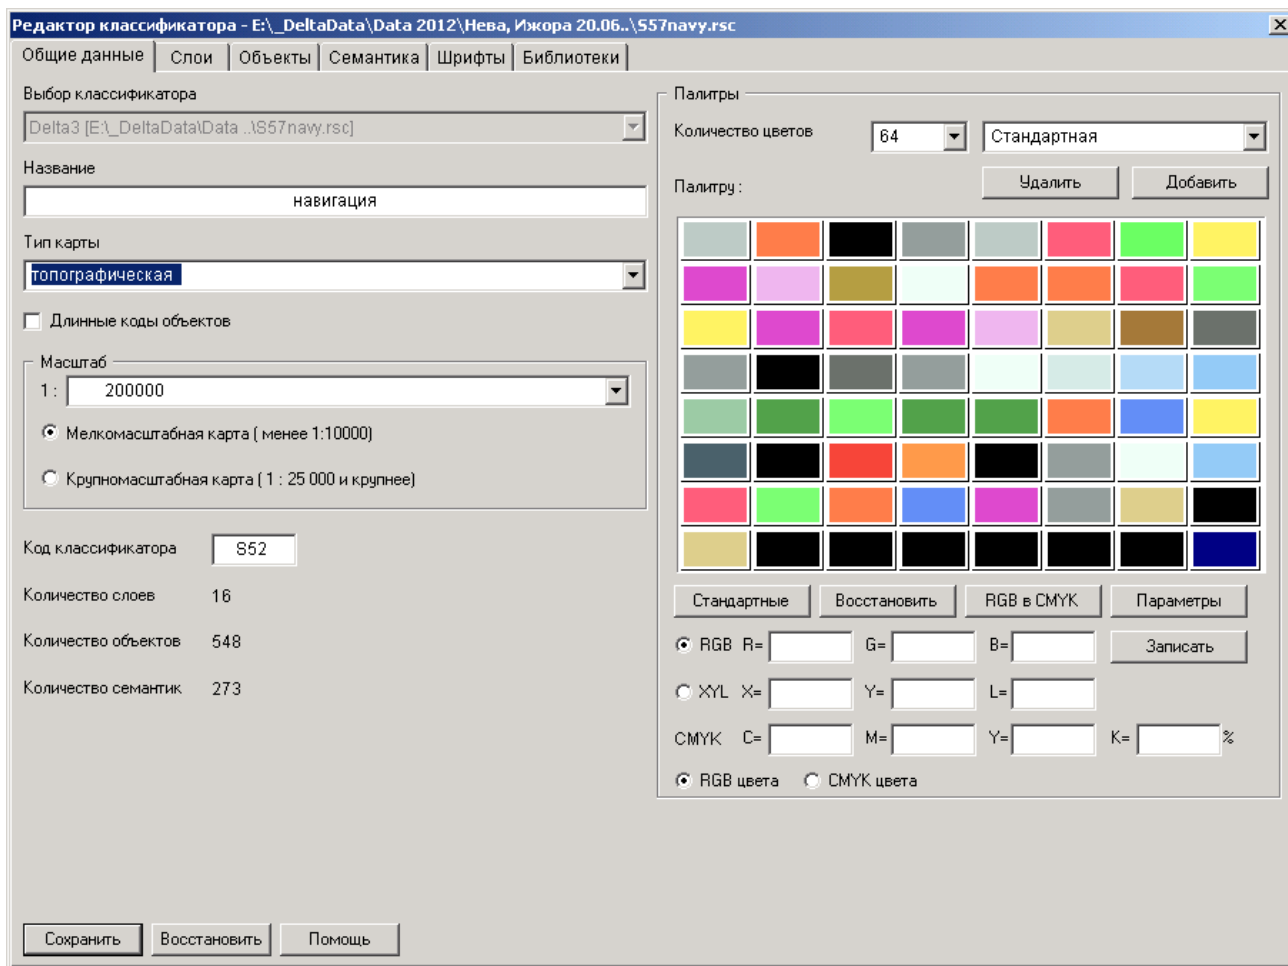 Редактор классификатора - E:\_DeltaData\Data 2012\Нева, Ижора 20.06..\S57navy.rsc
Общие данные Слои Объекты Семантика Шрифты Библиотеки
Выбор классификатора
Delta3 [E:\_DeltaData\Data ..\S57navy.rsc]
Название
навигация
Тип карты
топографическая
Длинные коды объектов
Масштаб
1 : 200000
Мелкомасштабная карта ( менее 1:10000)
Крупномасштабная карта ( 1 : 25 000 и крупнее)
Код классификатора S52
Количество слоев 16
Количество объектов 548
Количество семантик 273
Палитры
Количество цветов 64 Стандартная
Палитру : Удалить Добавить
Стандартные Восстановить RGB в CMYK Параметры
RGB R= G= B= Записать
XYL X= Y= L=
CMYK C= M= Y= K= %
RGB цвета CMYK цвета
Сохранить Восстановить Помощь